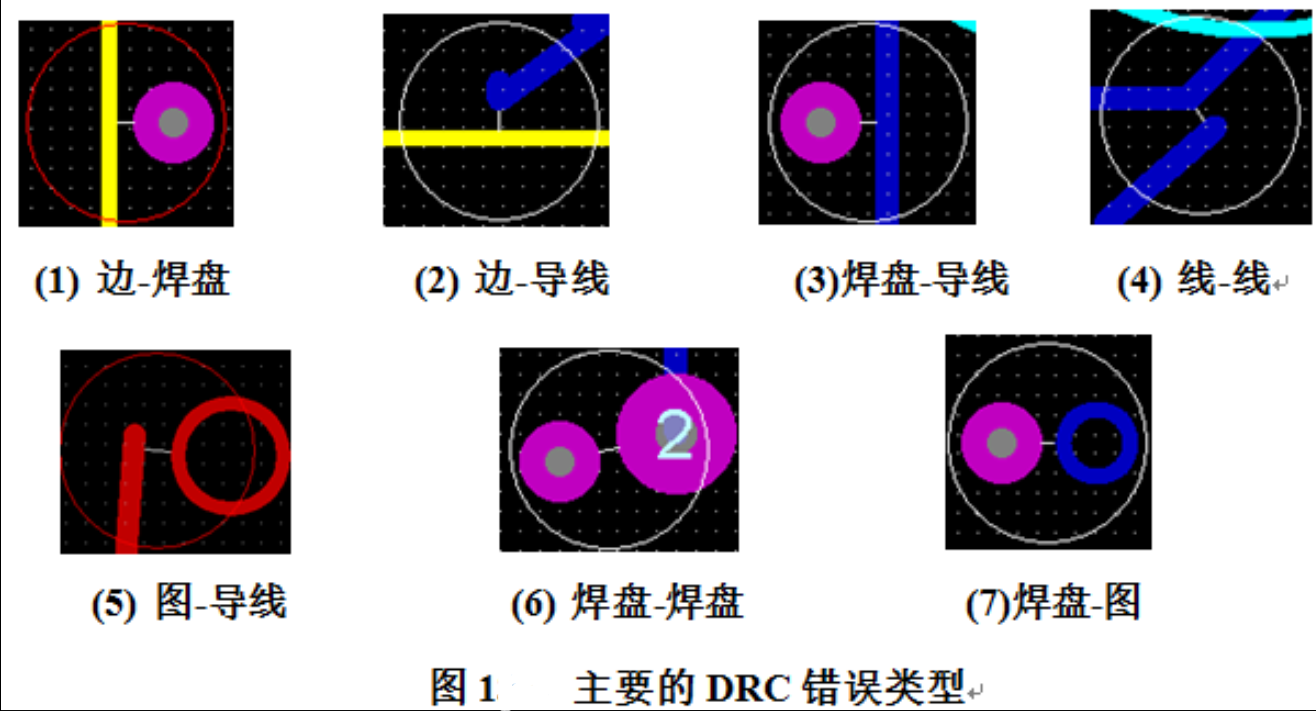 2
(1) 边-焊盘 (2) 边-导线 (3)焊盘-导线 (4) 线-线
(5) 图-导线 (6) 焊盘-焊盘 (7)焊盘-图
图 1. 主要的 DRC 错误类型